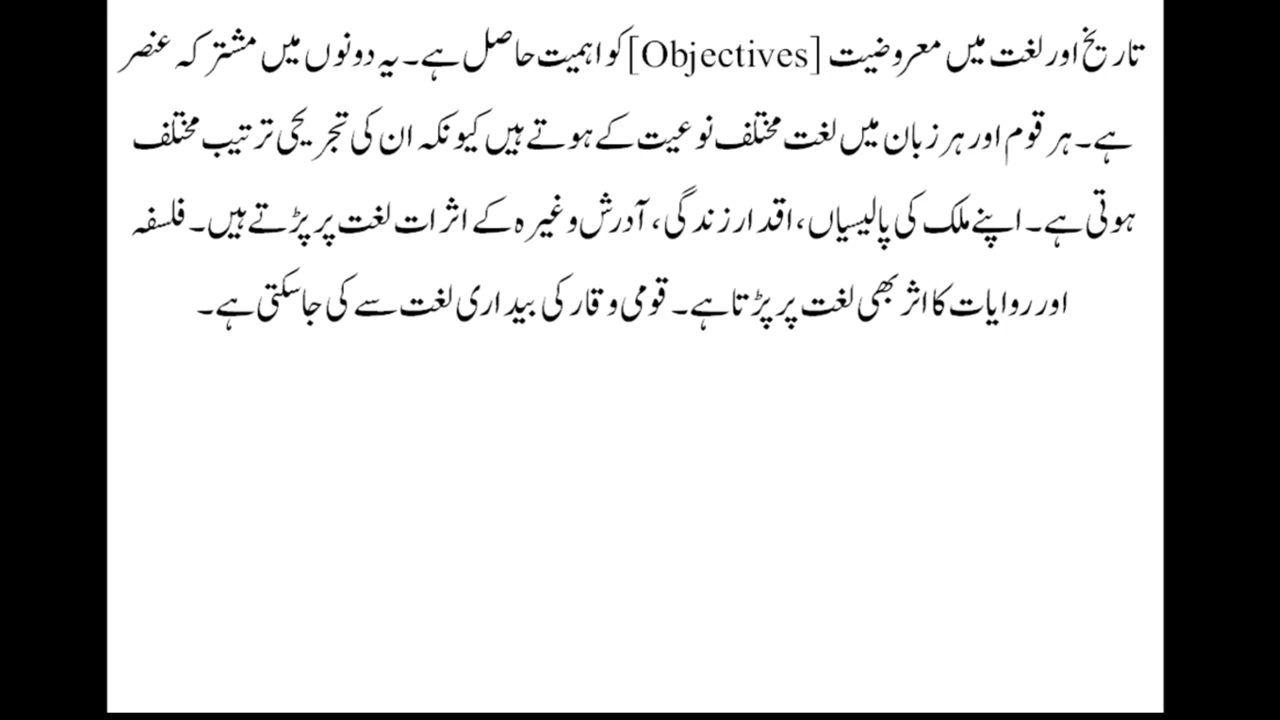 تاریخ اور لغت میں معروضیت [Objectives] کو اہمیت حاصل ہے۔ یہ دونوں میں مشترکہ عنصر
ہے۔ ہر قوم اور ہر زبان میں لغت مختلف نوعیت کے ہوتے ہیں کیونکہ ان کی تجریحی ترتیب مختلف
ہوتی ہے۔ اپنے ملک کی پالیسیاں، اقدار زندگی، آدرش وغیرہ کے اثرات لغت پر پڑتے ہیں۔ فلسفہ
اور روایات کا اثر بھی لغت پر پڑتا ہے۔ قومی وقار کی بیداری لغت سے کی جاسکتی ہے۔